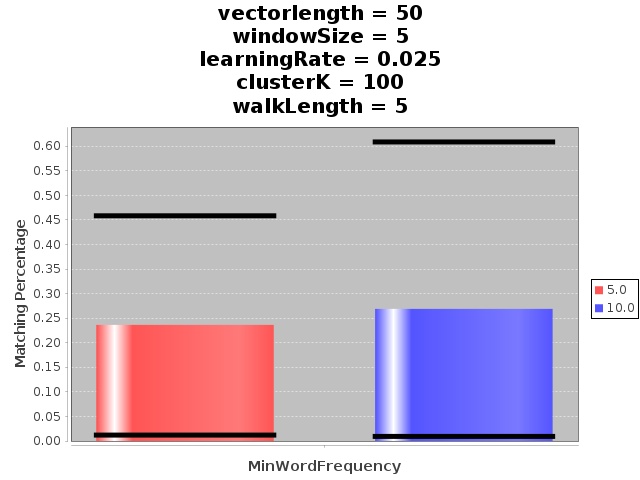 vectorlength = 50
windowSize = 5
learningRate = 0.025
clusterK = 100
walkLength = 5
0.60
0.55
0.50
0.45
0.40
0.35
0.30
0.25
0.20
0.15
0.10
0.05
0.00
Matching Percentage
MinWordFrequency
5.0
10.0